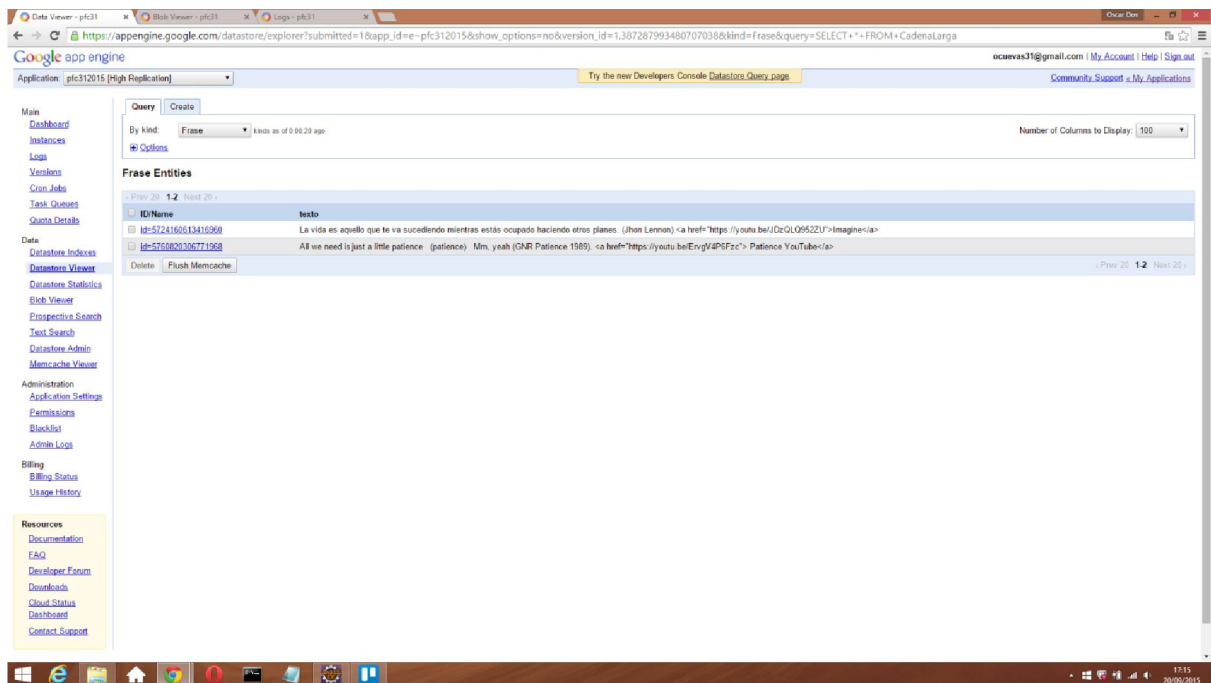 Data Viewer - pfc31
Blob Viewer - pfc31
Logs - pfc31
Oscar Dos
https://appengine.google.com/datastore/explorer?submitted=1&app_id=e~pfc312015&show_options=no&version_id=1.387287993480707038&kind=Frase&query=SELECT+*+FROM+CadenaLarga
Google app engine
ocuevas31@gmail.com | My Account | Help | Sign out
Application: pfc312015 [High Replication]
Try the new Developers Console Datastore Query page.
Community Support « My Applications
Main
Dashboard
Instances
Logs
Versions
Cron Jobs
Task Queues
Quota Details
Data
Datastore Indexes
Datastore Viewer
Datastore Statistics
Blob Viewer
Prospective Search
Text Search
Datastore Admin
Memcache Viewer
Administration
Application Settings
Permissions
Blacklist
Admin Logs
Billing
Billing Status
Usage History
Resources
Documentation
FAQ
Developer Forum
Downloads
Cloud Status
Dashboard
Contact Support
Query Create
By kind: Frase kinds as of 0:00:20 ago
Number of Columns to Display: 100
Options
Frase Entities
‹ Prev 20 1-2 Next 20 ›
ID/Name texto
id=5724160613416960 La vida es aquello que te va sucediendo mientras estás ocupado haciendo otros planes. (Jhon Lennon).<a href="https://youtu.be/JDzQLQ952ZU">Imagine</a>
id=5760820306771968 All we need is just a little patience (patience) Mm, yeah (GNR Patience 1989). <a href="https://youtu.be/ErvgV4P6Fzc"> Patience YouTube</a>
Delete Flush Memcache
‹ Prev 20 1-2 Next 20 ›
17:15
20/09/2015